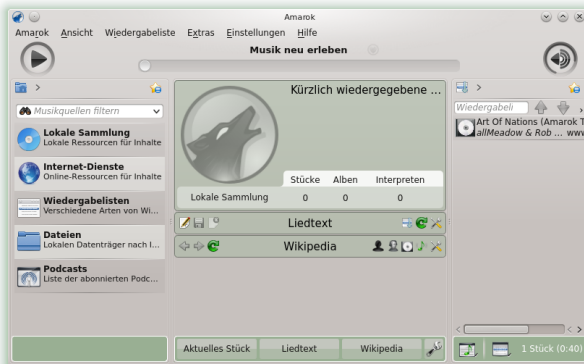 Amarok
Amarok Ansicht Wiedergabeliste Extras Einstellungen Hilfe
Musik neu erleben
Musikquellen filtern
Lokale Sammlung
Lokale Ressourcen für Inhalte
Internet-Dienste
Online-Ressourcen für Inhalte
Wiedergabelisten
Verschiedene Arten von Wi...
Dateien
Lokalen Datenträger nach I...
Podcasts
Liste der abonnierten Podc...
Kürzlich wiedergegebene ...
Stücke Alben Interpreten
Lokale Sammlung 0 0 0
Liedtext
Wikipedia
Aktuelles Stück Liedtext Wikipedia
Wiedergabeli
Art Of Nations (Amarok T
allMeadow & Rob ... www
1 Stück (0:40)